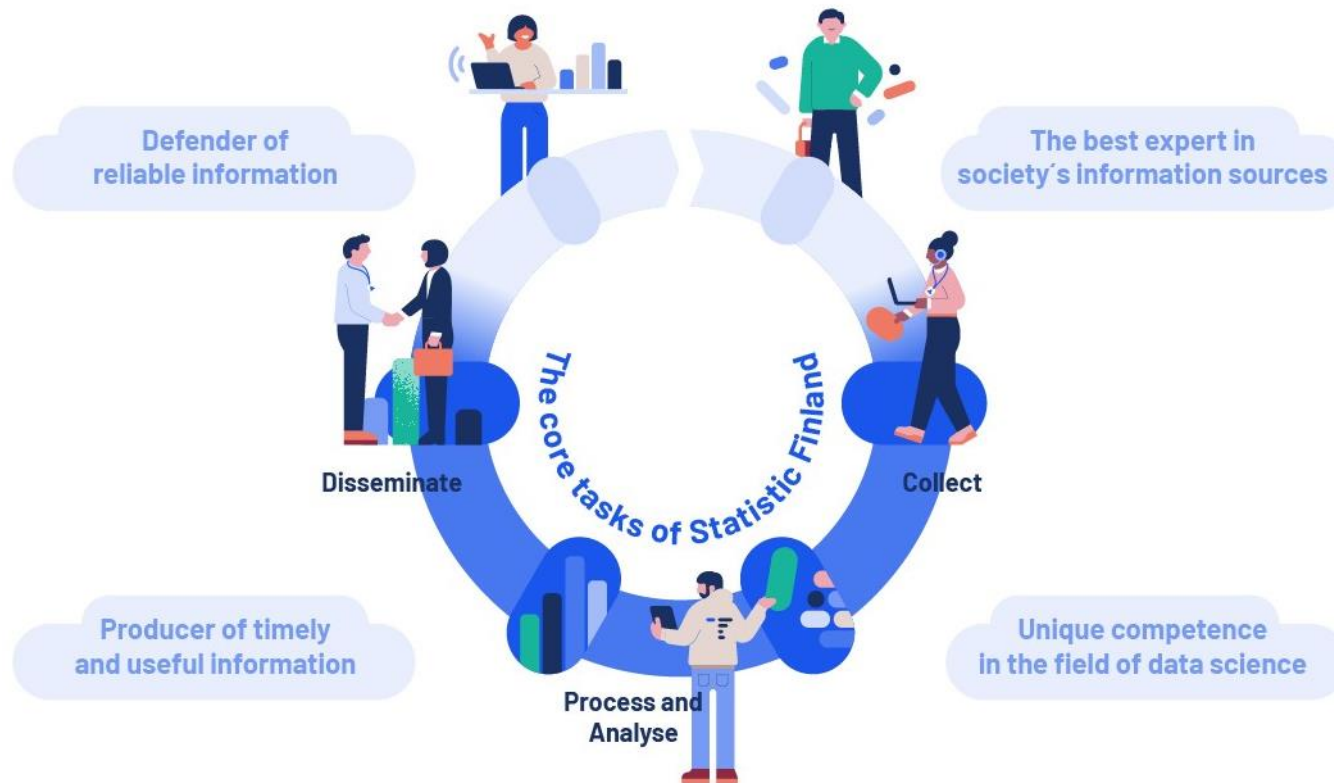 Defender of
reliable information
The best expert in
society´s information sources
The core tasks of Statistic Finland
Disseminate
Collect
Producer of timely
and useful information
Unique competence
in the field of data science
Process and
Analyse